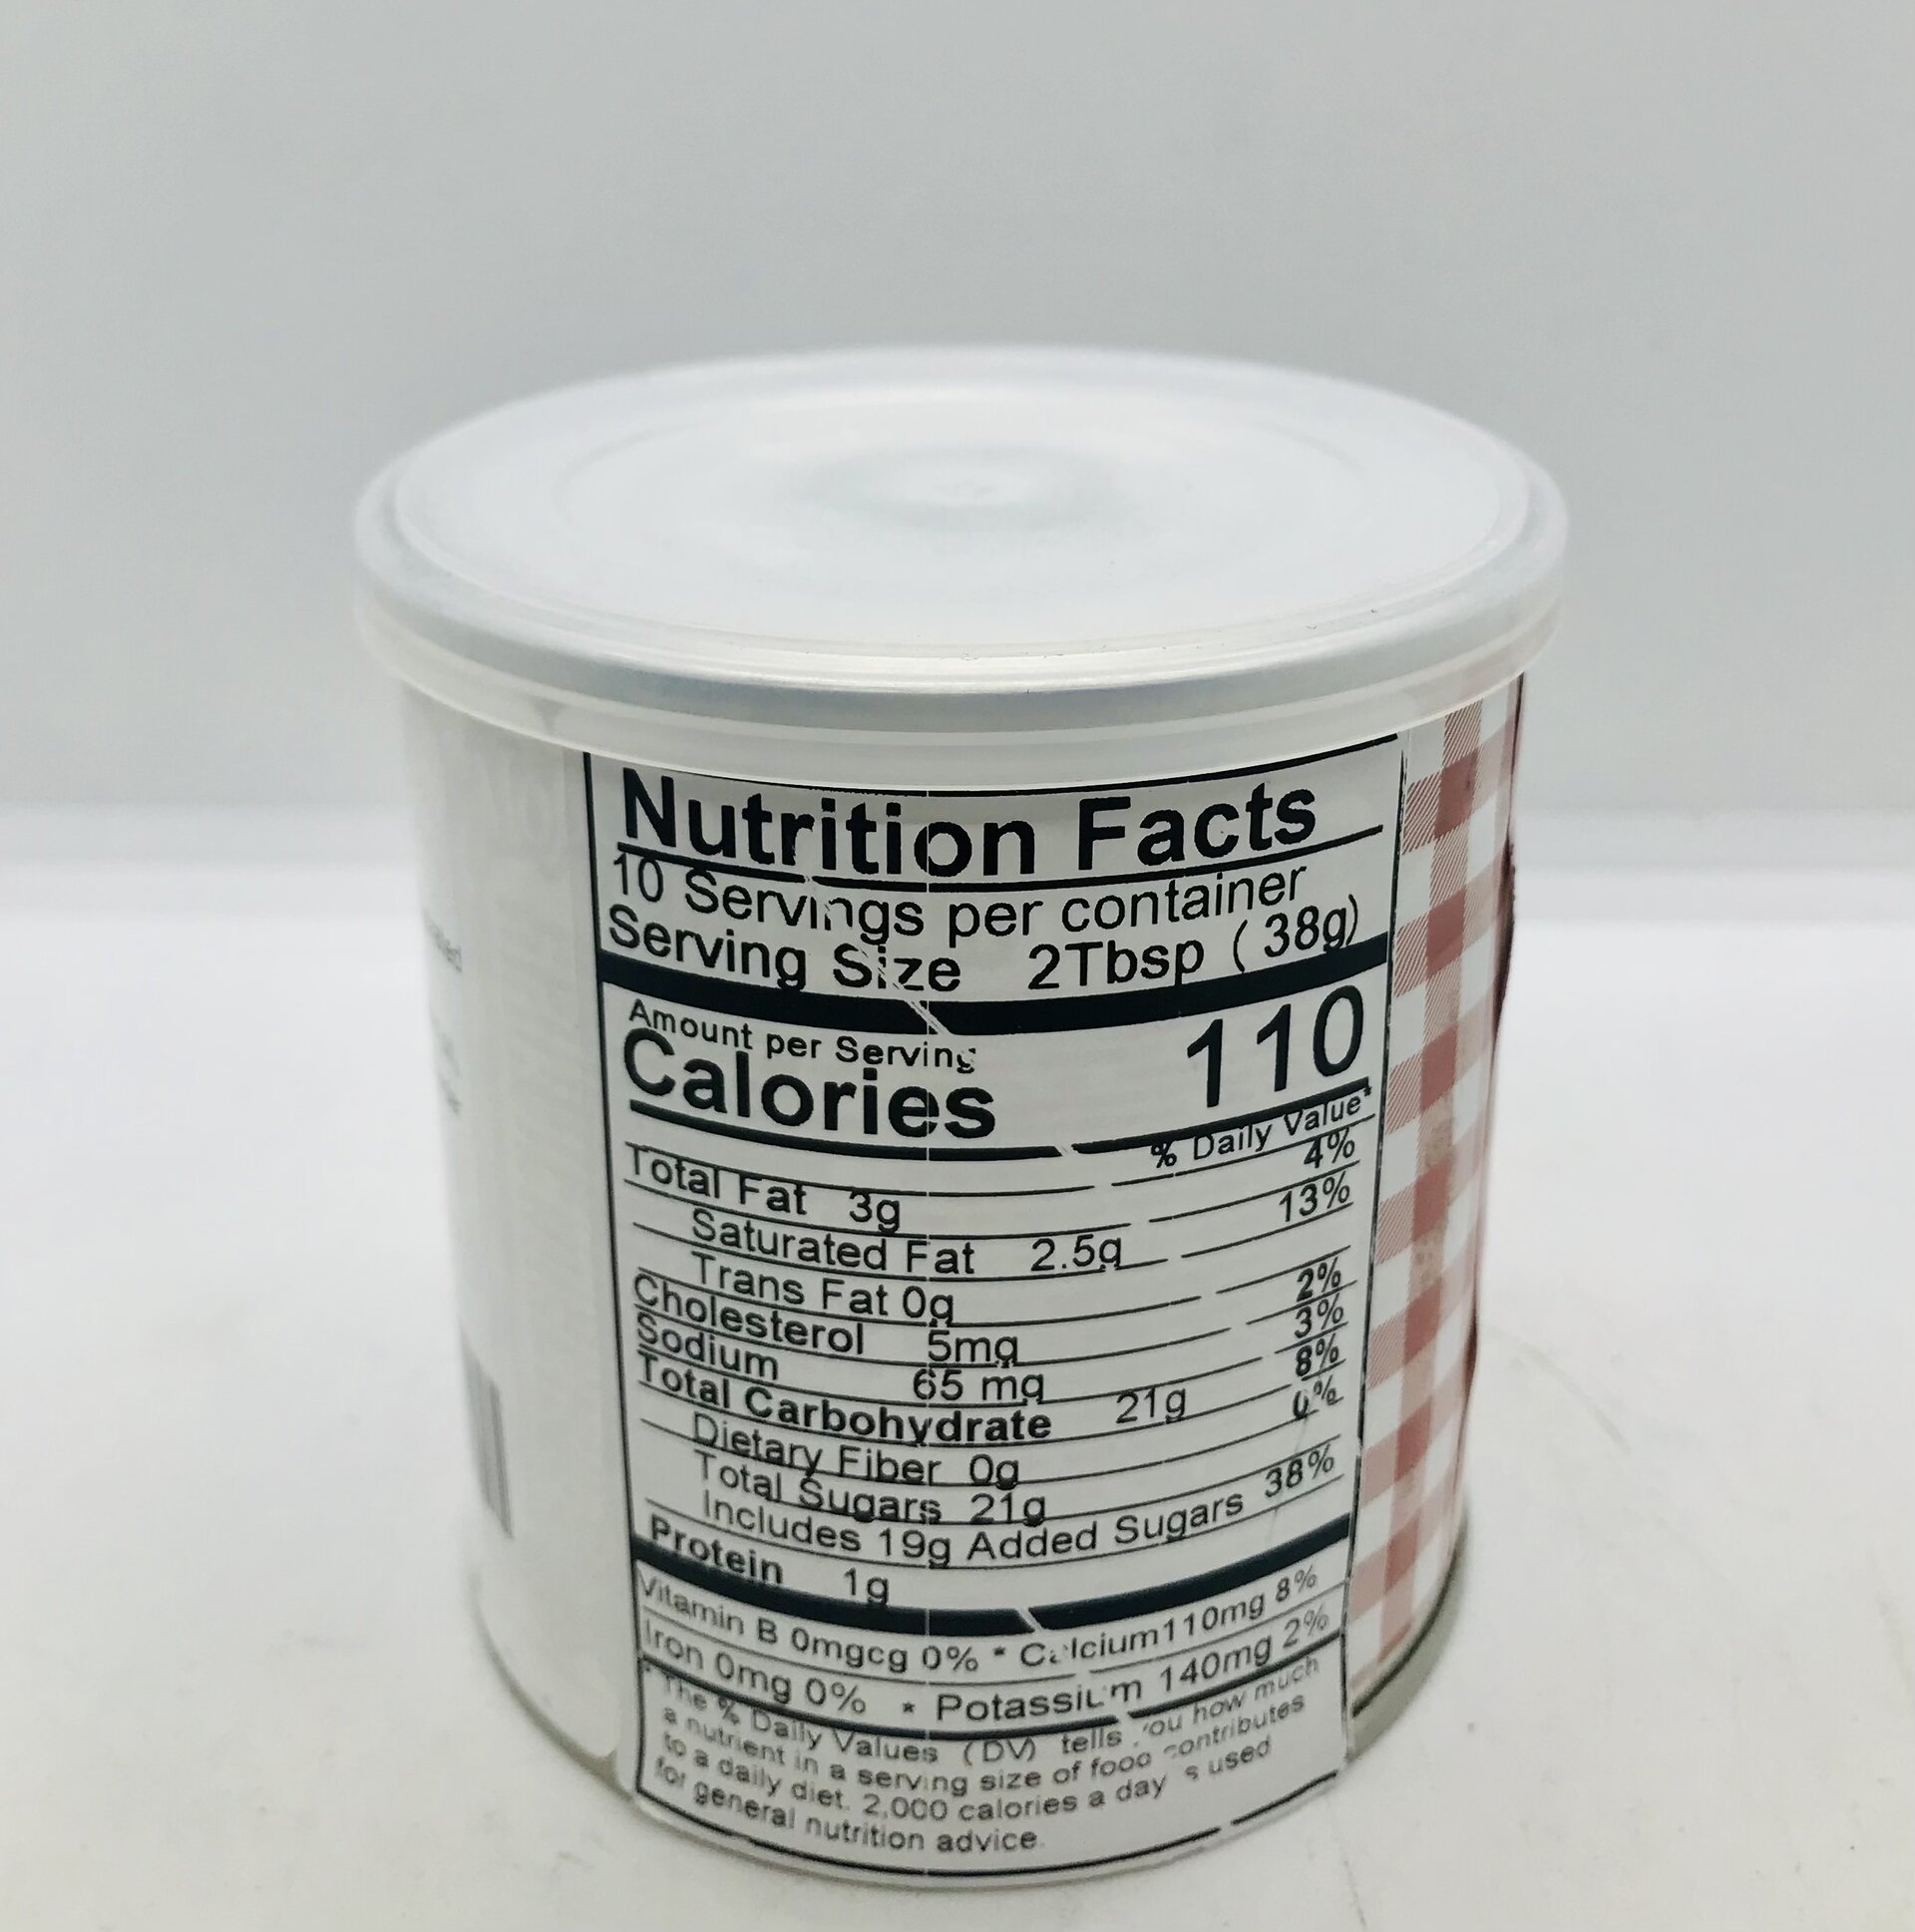 Nutrition Facts
10 Servings per container
Serving Size 2Tbsp ( 38g)
Amount per Serving
Calories 110
% Daily Value*
Total Fat 3g 4%
Saturated Fat 2.5g 13%
Trans Fat 0g
Cholesterol 5mg 2%
Sodium 65 mg 3%
Total Carbohydrate 21g 8%
Dietary Fiber 0g 0%
Total Sugars 21g
Includes 19g Added Sugars 38%
Protein 1g
Vitamin B 0mgcg 0% * Calcium110mg 8%
Iron 0mg 0% * Potassium 140mg 2%
* The % Daily Values (DV) tells you how much
a nutrient in a serving size of food contributes
to a daily diet. 2,000 calories a day is used
for general nutrition advice.